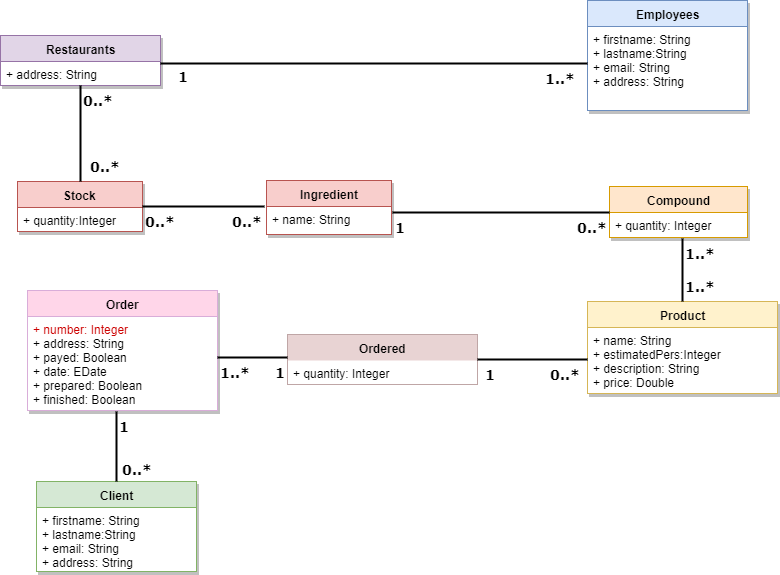 Employees
+ firstname: String
+ lastname:String
+ email: String
+ address: String
Restaurants
+ address: String
1
1..*
0..*
0..*
Stock
+ quantity:Integer
0..*
0..*
Ingredient
+ name: String
1
0..*
Compound
+ quantity: Integer
1..*
1..*
Order
+ number: Integer
+ address: String
+ payed: Boolean
+ date: EDate
+ prepared: Boolean
+ finished: Boolean
1..*
1
Ordered
+ quantity: Integer
1
0..*
Product
+ name: String
+ estimatedPers:Integer
+ description: String
+ price: Double
1
0..*
Client
+ firstname: String
+ lastname:String
+ email: String
+ address: String